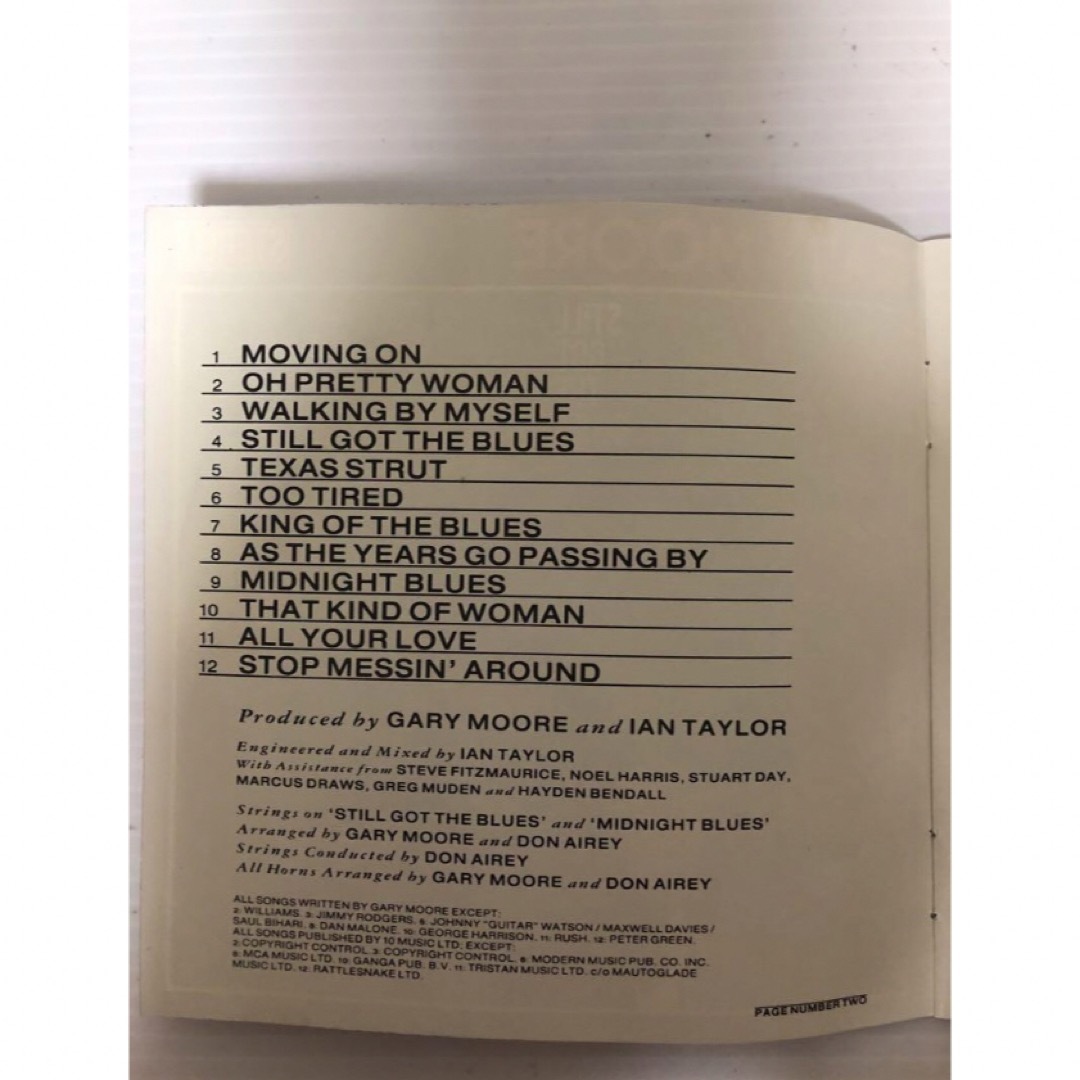 1 MOVING ON
2 OH PRETTY WOMAN
3 WALKING BY MYSELF
4 STILL GOT THE BLUES
5 TEXAS STRUT
6 TOO TIRED
7 KING OF THE BLUES
8 AS THE YEARS GO PASSING BY
9 MIDNIGHT BLUES
10 THAT KIND OF WOMAN
11 ALL YOUR LOVE
12 STOP MESSIN' AROUND
Produced by GARY MOORE and IAN TAYLOR
Engineered and Mixed by IAN TAYLOR
With Assistance from STEVE FITZMAURICE, NOEL HARRIS, STUART DAY,
MARCUS DRAWS, GREG MUDEN and HAYDEN BENDALL
Strings on 'STILL GOT THE BLUES' and 'MIDNIGHT BLUES'
Arranged by GARY MOORE and DON AIREY
Strings Conducted by DON AIREY
All Horns Arranged by GARY MOORE and DON AIREY
ALL SONGS WRITTEN BY GARY MOORE EXCEPT:
2: WILLIAMS. 3: JIMMY RODGERS. 6: JOHNNY "GUITAR" WATSON / MAXWELL DAVIES /
SAUL BIHARI. 8: DAN MALONE. 10: GEORGE HARRISON. 11: RUSH. 12: PETER GREEN.
ALL SONGS PUBLISHED BY 10 MUSIC LTD; EXCEPT:
2: COPYRIGHT CONTROL. 3: COPYRIGHT CONTROL. 6: MODERN MUSIC PUB. CO. INC.
8: MCA MUSIC LTD. 10: GANGA PUB. B.V. 11: TRISTAN MUSIC LTD. C/O MAUTOGLADE
MUSIC LTD. 12: RATTLESNAKE LTD.
PAGE NUMBER TWO